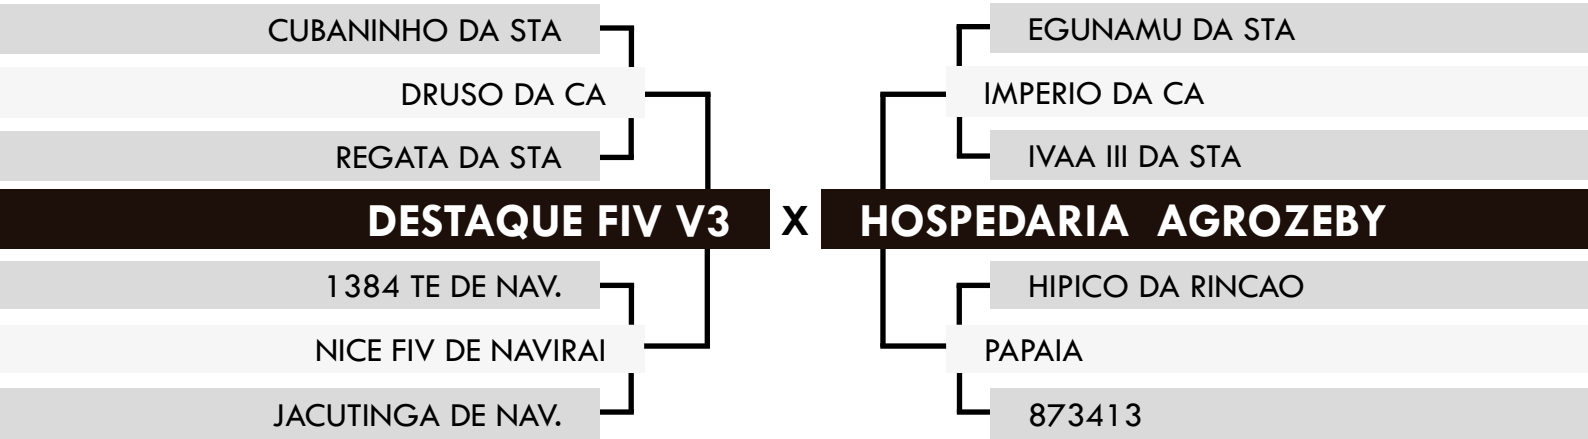 CUBANINHO DA STA
DRUSO DA CA
REGATA DA STA
DESTAQUE FIV V3
1384 TE DE NAV.
NICE FIV DE NAVIRAI
JACUTINGA DE NAV.
X
EGUNAMU DA STA
IMPERIO DA CA
IVAA III DA STA
HOSPEDARIA AGROZEBY
HIPICO DA RINCAO
PAPAIA
873413